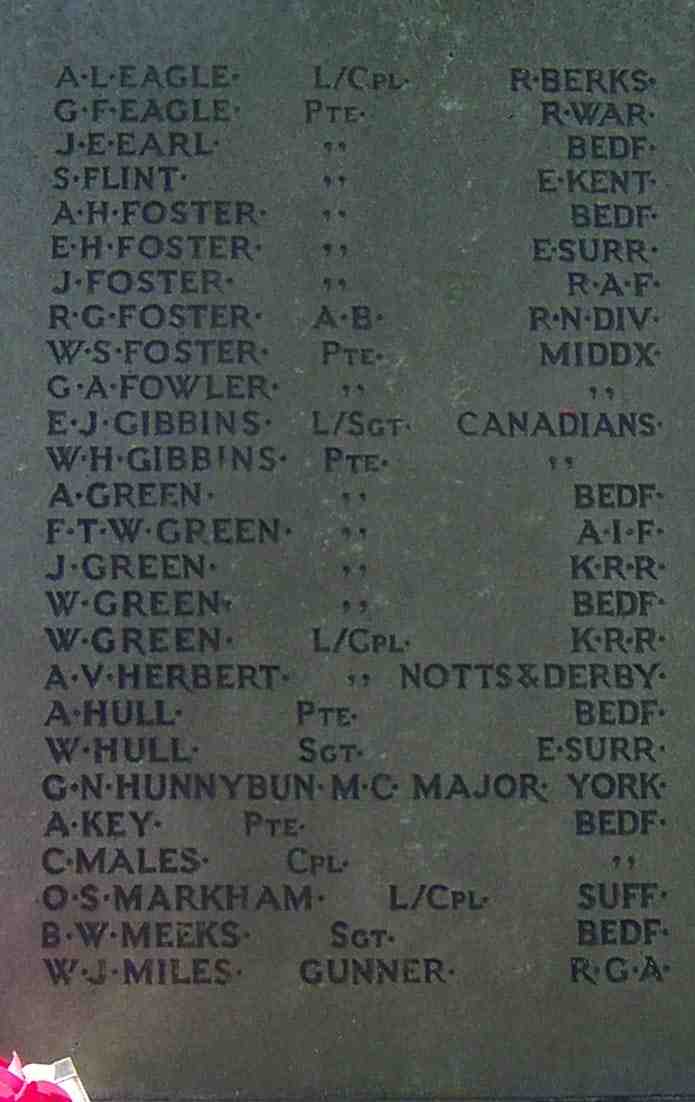 A·L·EAGLE· L/CPL· R·BERKS·
G·F·EAGLE· PTE· R·WAR·
J·E·EARL· ,, BEDF·
S·FLINT· ,, E·KENT·
A·H·FOSTER· ,, BEDF·
E·H·FOSTER· ,, E·SURR·
J·FOSTER· ,, R·A·F·
R·G·FOSTER· A·B· R·N·DIV·
W·S·FOSTER· PTE· MIDDX·
G·A·FOWLER· ,, ,,
E·J·GIBBINS· L/SGT· CANADIANS·
W·H·GIBBINS· PTE· ,,
A·GREEN· ,, BEDF·
F·T·W·GREEN· ,, A·I·F·
J·GREEN· ,, K·R·R·
W·GREEN· ,, BEDF·
W·GREEN· L/CPL· K·R·R·
A·V·HERBERT· ,, NOTTS&DERBY·
A·HULL· PTE· BEDF·
W·HULL· SGT· E·SURR·
G·N·HUNNYBUN·M·C· MAJOR· YORK·
A·KEY· PTE· BEDF·
C·MALES· CPL· ,,
O·S·MARKHAM· L/CPL· SUFF·
B·W·MEEKS· SGT· BEDF·
W·J·MILES· GUNNER· R·G·A·